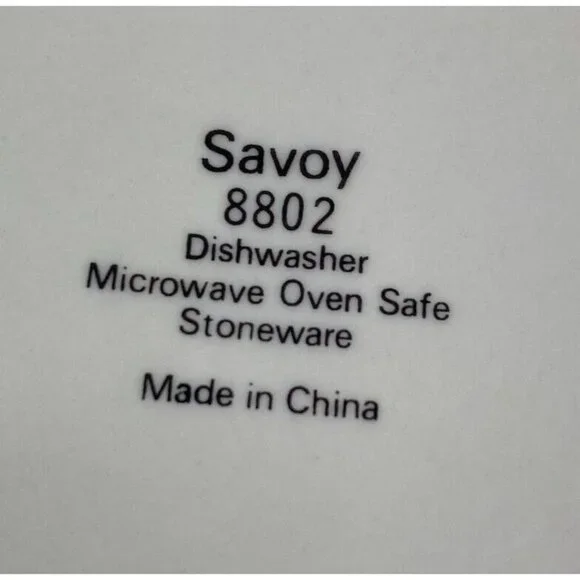 Savoy
8802
Dishwasher
Microwave Oven Safe
Stoneware
Made in China